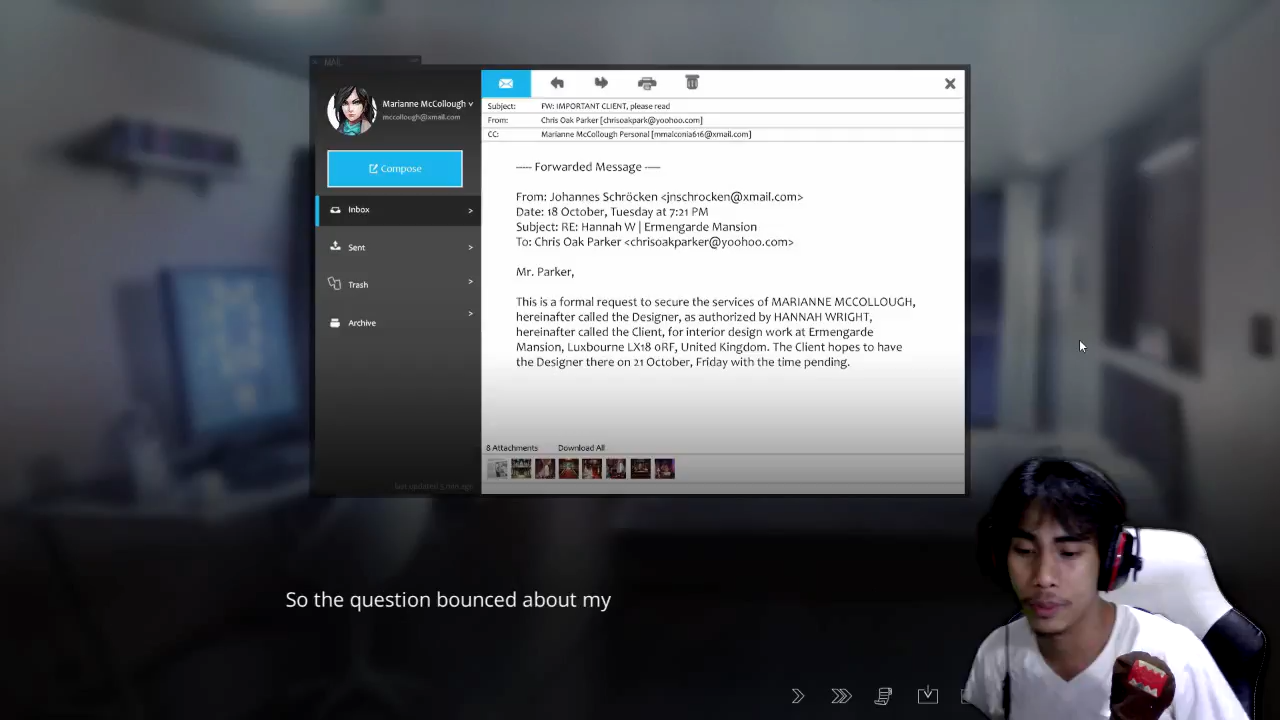 MAIL
Marianne McCollough v
mccollough@xmail.com
Compose
Inbox >
Sent >
Trash >
Archive >
last updated 5 min ago
Subject: FW: IMPORTANT CLIENT, please read
From: Chris Oak Parker [chrisoakpark@yoohoo.com]
CC: Marianne McCollough Personal [mmalconia616@xmail.com]
---- Forwarded Message ----
From: Johannes Schröcken <jnschrocken@xmail.com>
Date: 18 October, Tuesday at 7:21 PM
Subject: RE: Hannah W | Ermengarde Mansion
To: Chris Oak Parker <chrisoakparker@yoohoo.com>
Mr. Parker,
This is a formal request to secure the services of MARIANNE MCCOLLOUGH,
hereinafter called the Designer, as authorized by HANNAH WRIGHT,
hereinafter called the Client, for interior design work at Ermengarde
Mansion, Luxbourne LX18 0RF, United Kingdom. The Client hopes to have
the Designer there on 21 October, Friday with the time pending.
8 Attachments Download All
So the question bounced about my